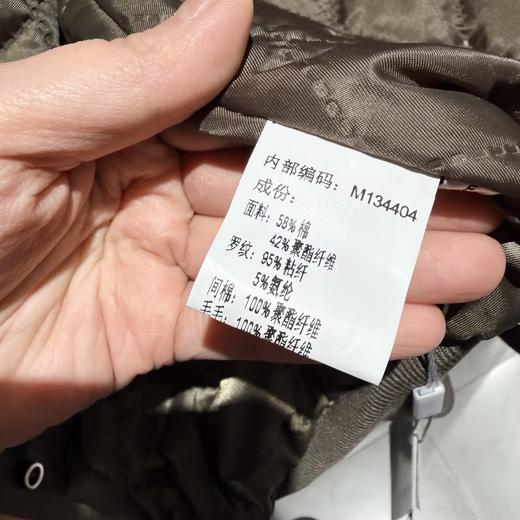 内部编码: M134404
成份:
面料: 58% 棉
42% 聚酯纤维
罗纹: 95% 粘纤
5% 氨纶
间棉: 100% 聚酯纤维
毛毛: 100% 聚酯纤维